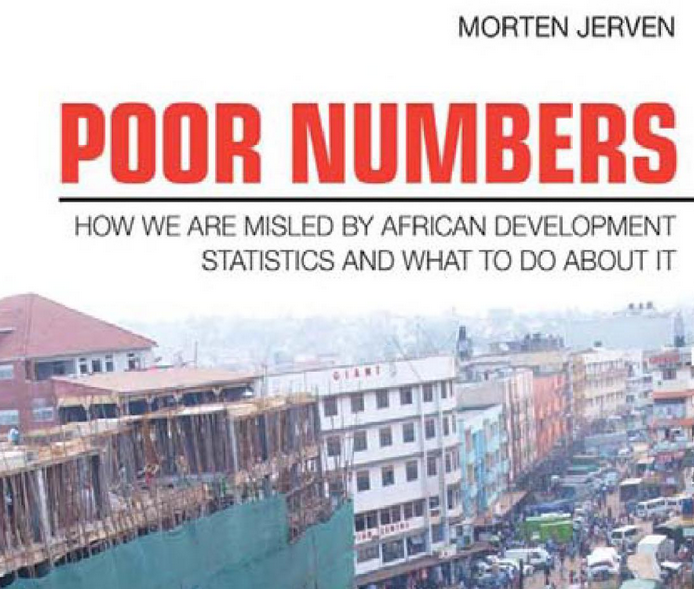 MORTEN JERVEN
POOR NUMBERS
HOW WE ARE MISLED BY AFRICAN DEVELOPMENT
STATISTICS AND WHAT TO DO ABOUT IT
GIANT